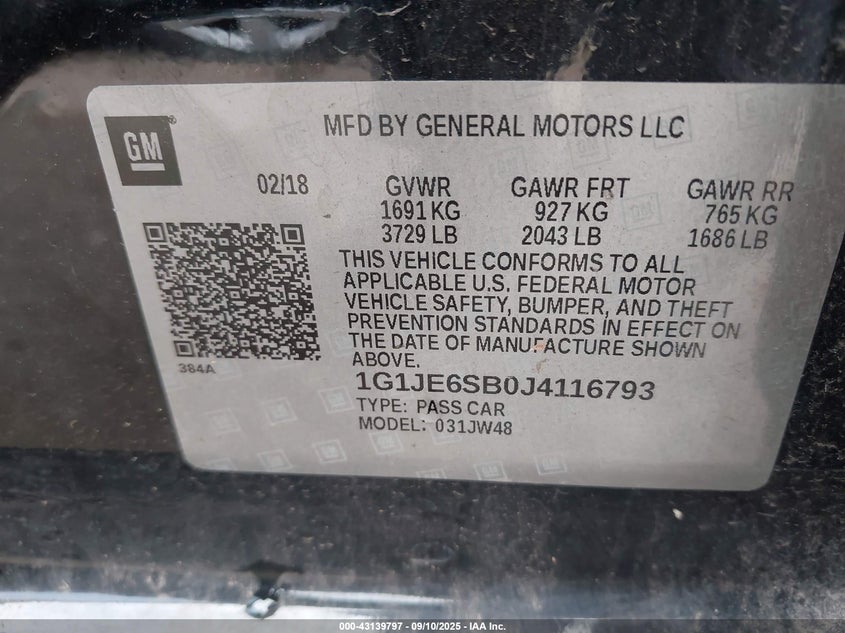 MFD BY GENERAL MOTORS LLC
GM
®
02/18
GVWR
GAWR FRT
GAWR RR
1691 KG
927 KG
765 KG
3729 LB
2043 LB
1686 LB
THIS VEHICLE CONFORMS TO ALL
APPLICABLE U.S. FEDERAL MOTOR
VEHICLE SAFETY, BUMPER, AND THEFT
PREVENTION STANDARDS IN EFFECT ON
THE DATE OF MANUFACTURE SHOWN
ABOVE.
384A
1G1JE6SB0J4116793
TYPE: PASS CAR
MODEL: 031JW48
000-43139797 — 09/10/2025 — IAA Inc.